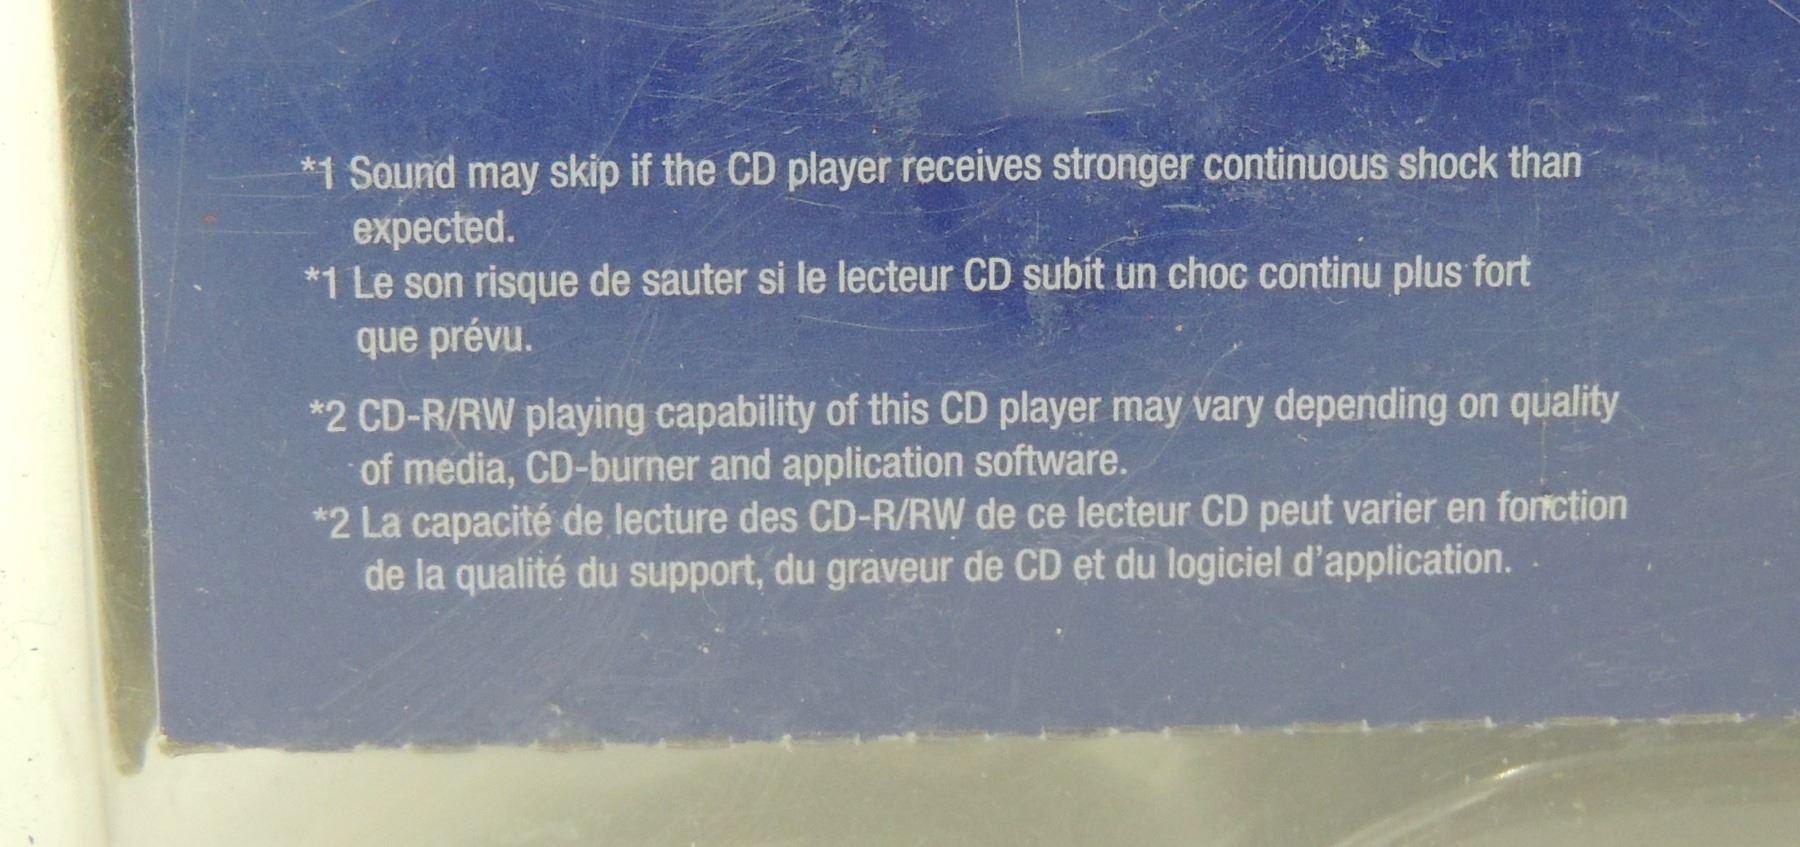 *1 Sound may skip if the CD player receives stronger continuous shock than
expected.
*1 Le son risque de sauter si le lecteur CD subit un choc continu plus fort
que prévu.
*2 CD-R/RW playing capability of this CD player may vary depending on quality
of media, CD-burner and application software.
*2 La capacité de lecture des CD-R/RW de ce lecteur CD peut varier en fonction
de la qualité du support, du graveur de CD et du logiciel d'application.